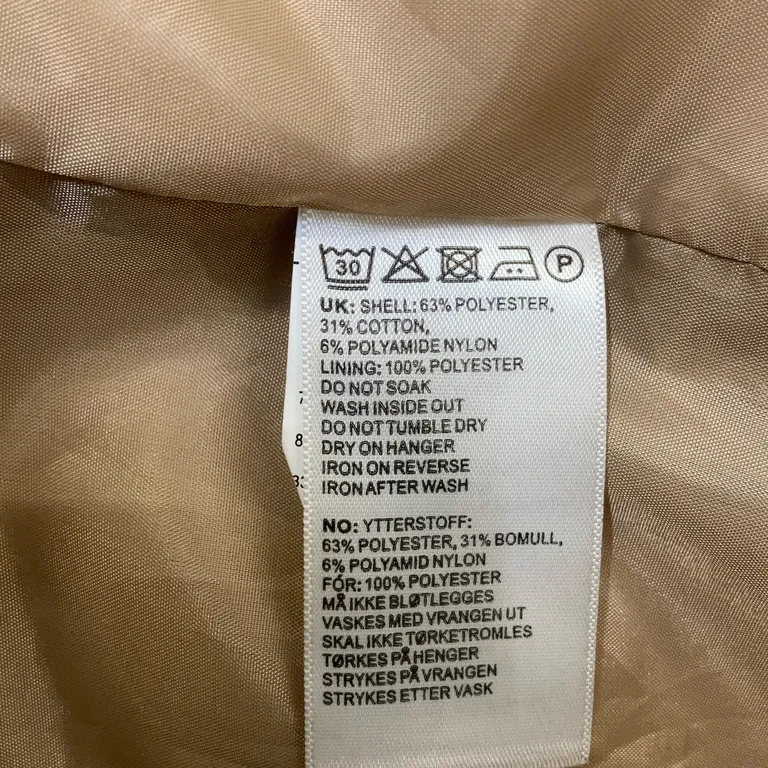 30
P
UK: SHELL: 63% POLYESTER,
31% COTTON,
6% POLYAMIDE NYLON
LINING: 100% POLYESTER
DO NOT SOAK
WASH INSIDE OUT
DO NOT TUMBLE DRY
DRY ON HANGER
IRON ON REVERSE
IRON AFTER WASH
NO: YTTERSTOFF:
63% POLYESTER, 31% BOMULL,
6% POLYAMID NYLON
FÓR: 100% POLYESTER
MÅ IKKE BLØTLEGGES
VASKES MED VRANGEN UT
SKAL IKKE TØRKETROMLES
TØRKES PÅ HENGER
STRYKES PÅ VRANGEN
STRYKES ETTER VASK